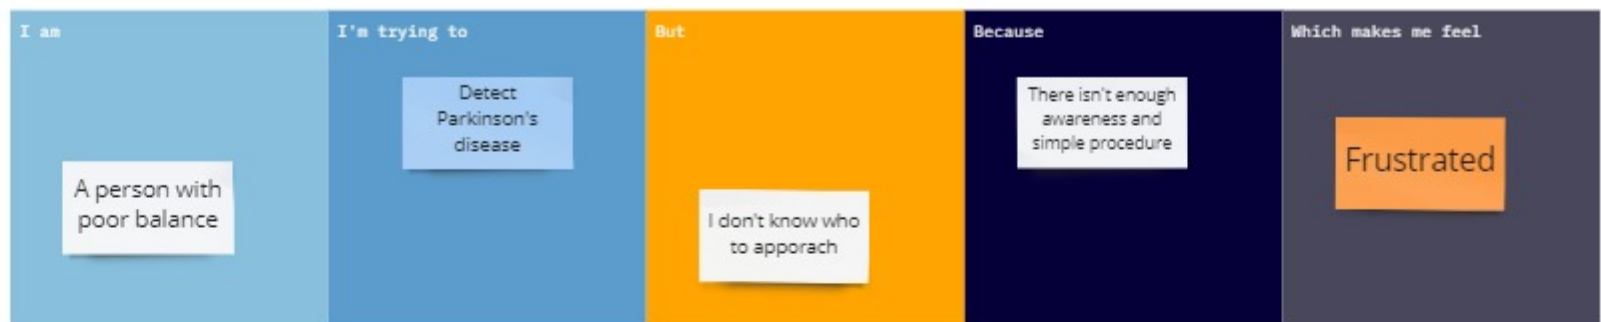 I am
A person with
poor balance
I'm trying to
Detect
Parkinson's
disease
But
I don't know who
to apporach
Because
There isn't enough
awareness and
simple procedure
Which makes me feel
Frustrated